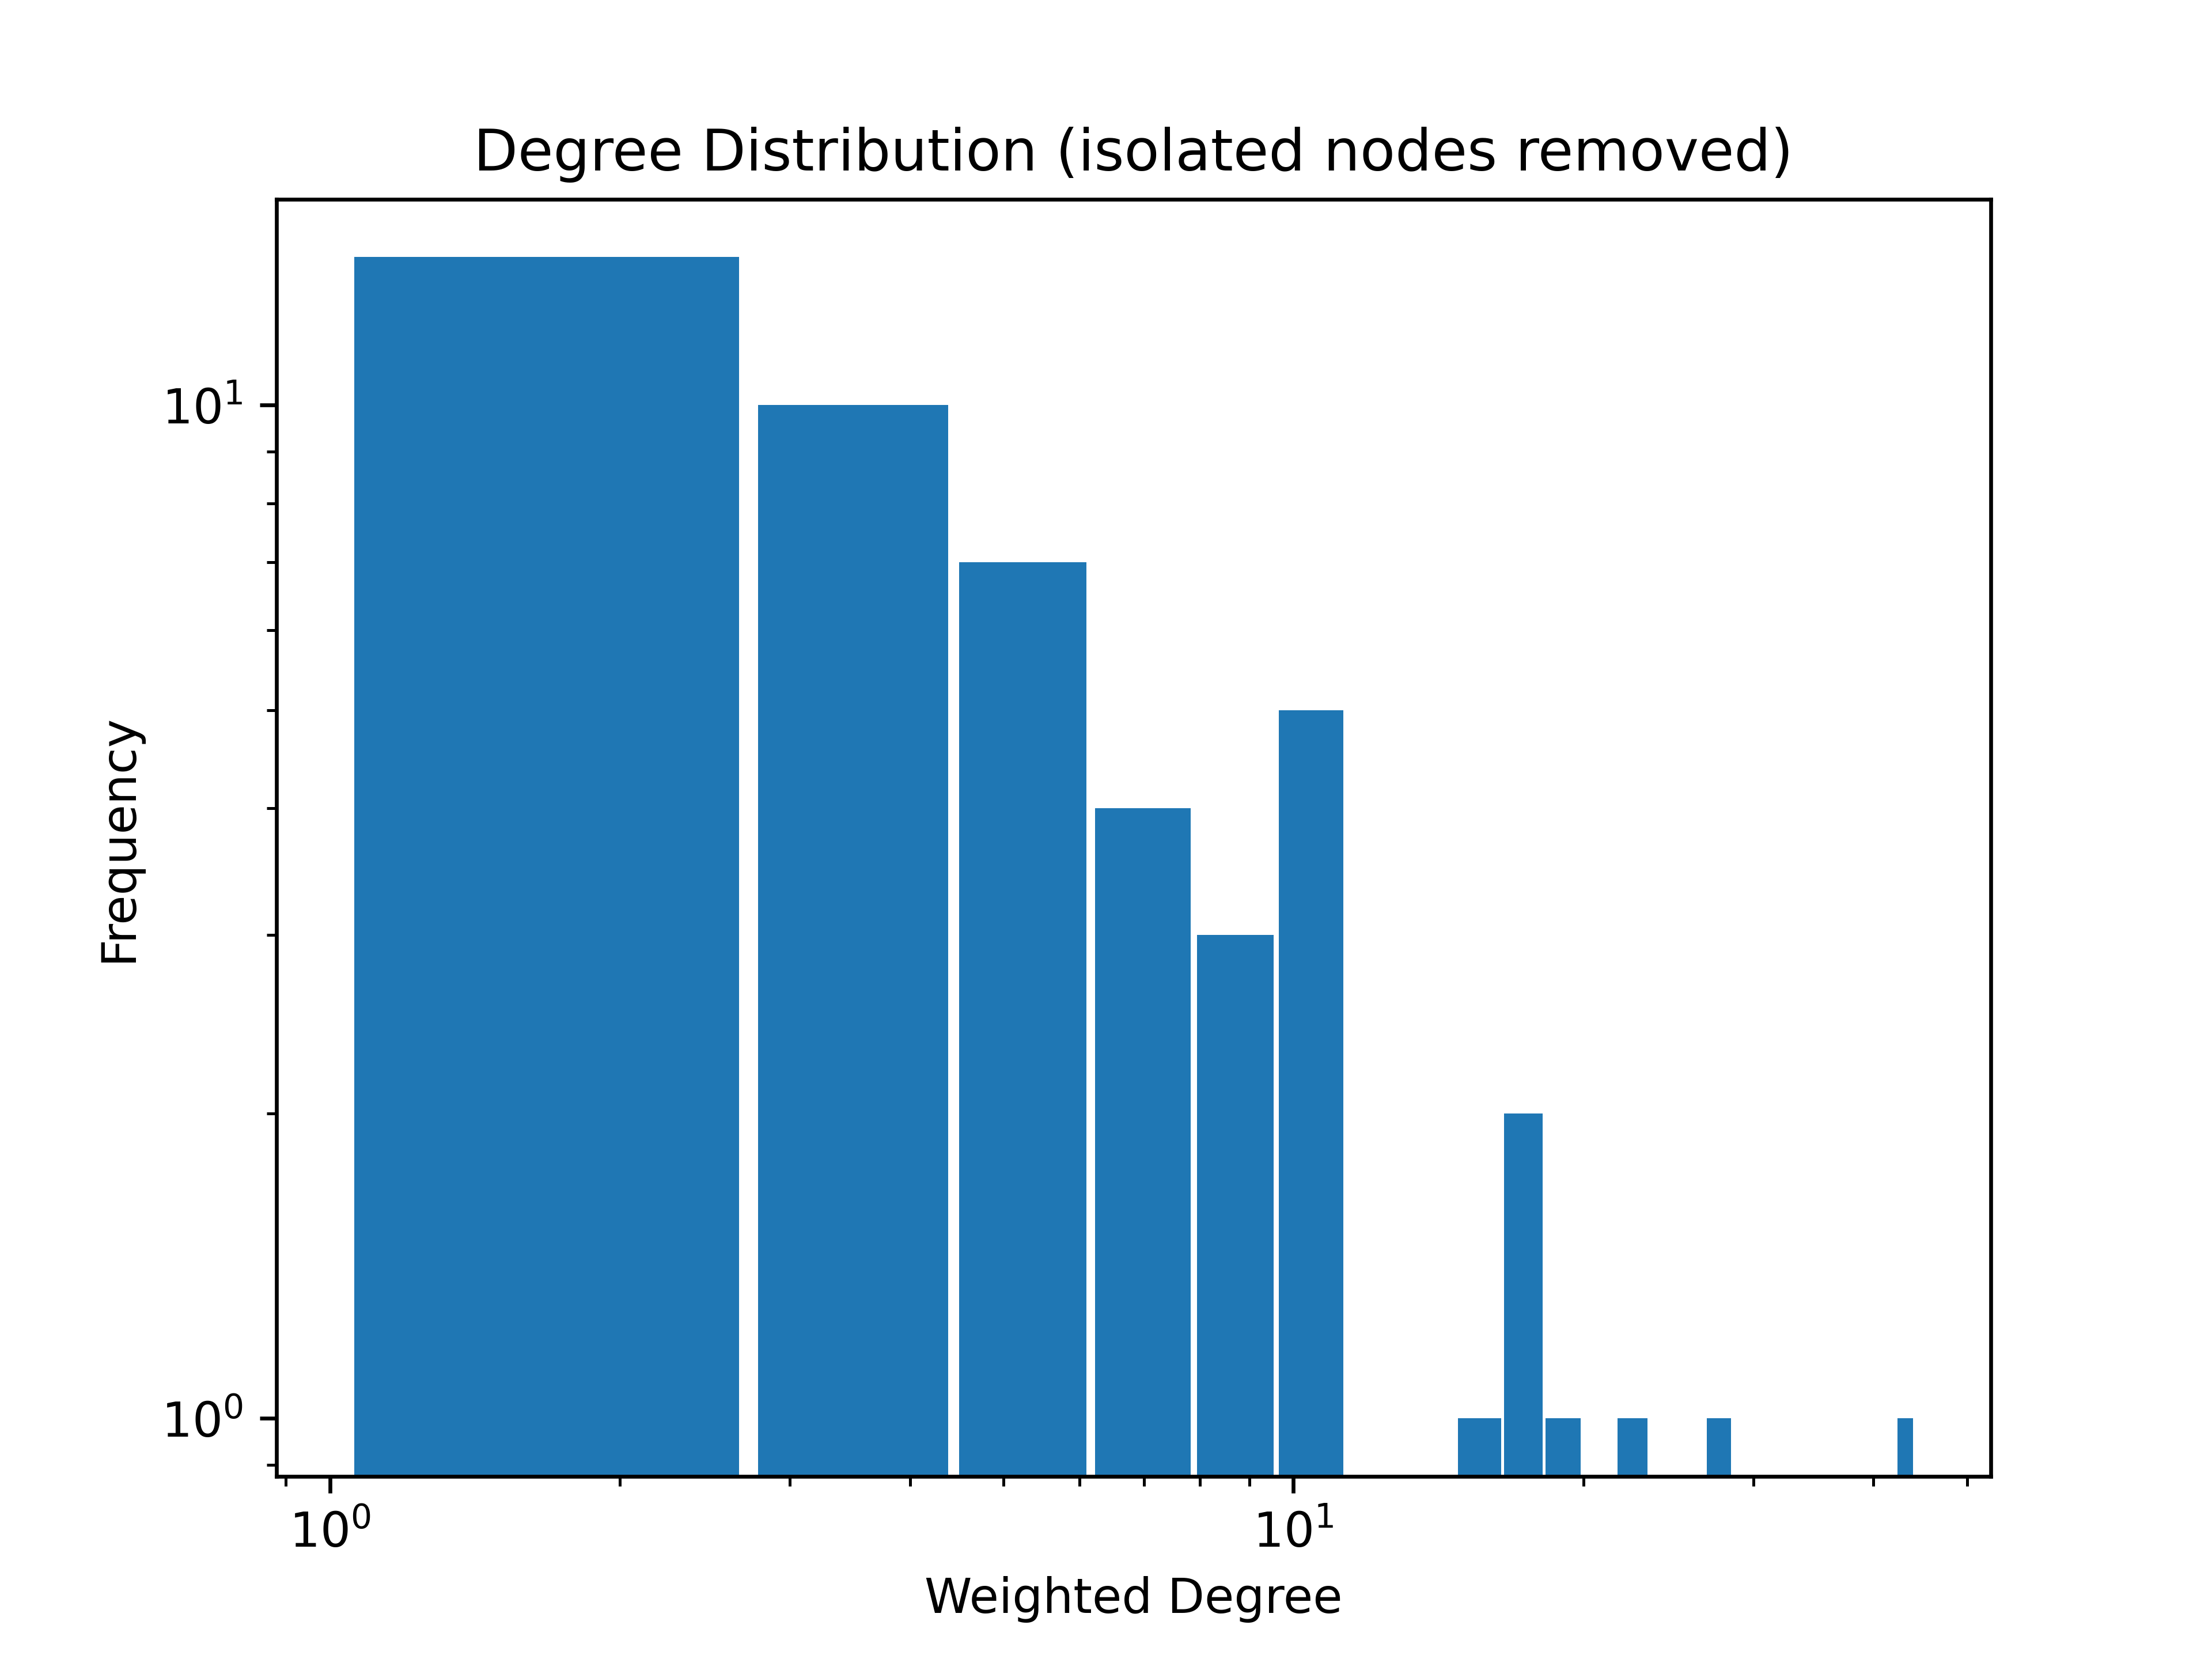 Degree Distribution (isolated nodes removed)
Frequency
10¹
10⁰
10⁰ 10¹
Weighted Degree